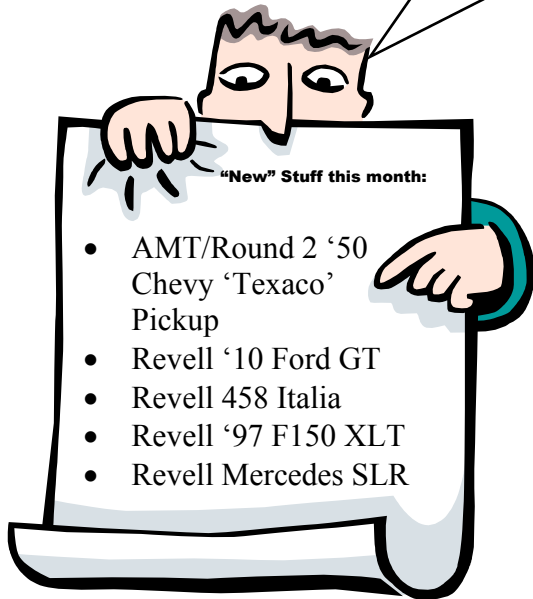 “New” Stuff this month:
• AMT/Round 2 ‘50
Chevy ‘Texaco’
Pickup
• Revell ‘10 Ford GT
• Revell 458 Italia
• Revell ‘97 F150 XLT
• Revell Mercedes SLR